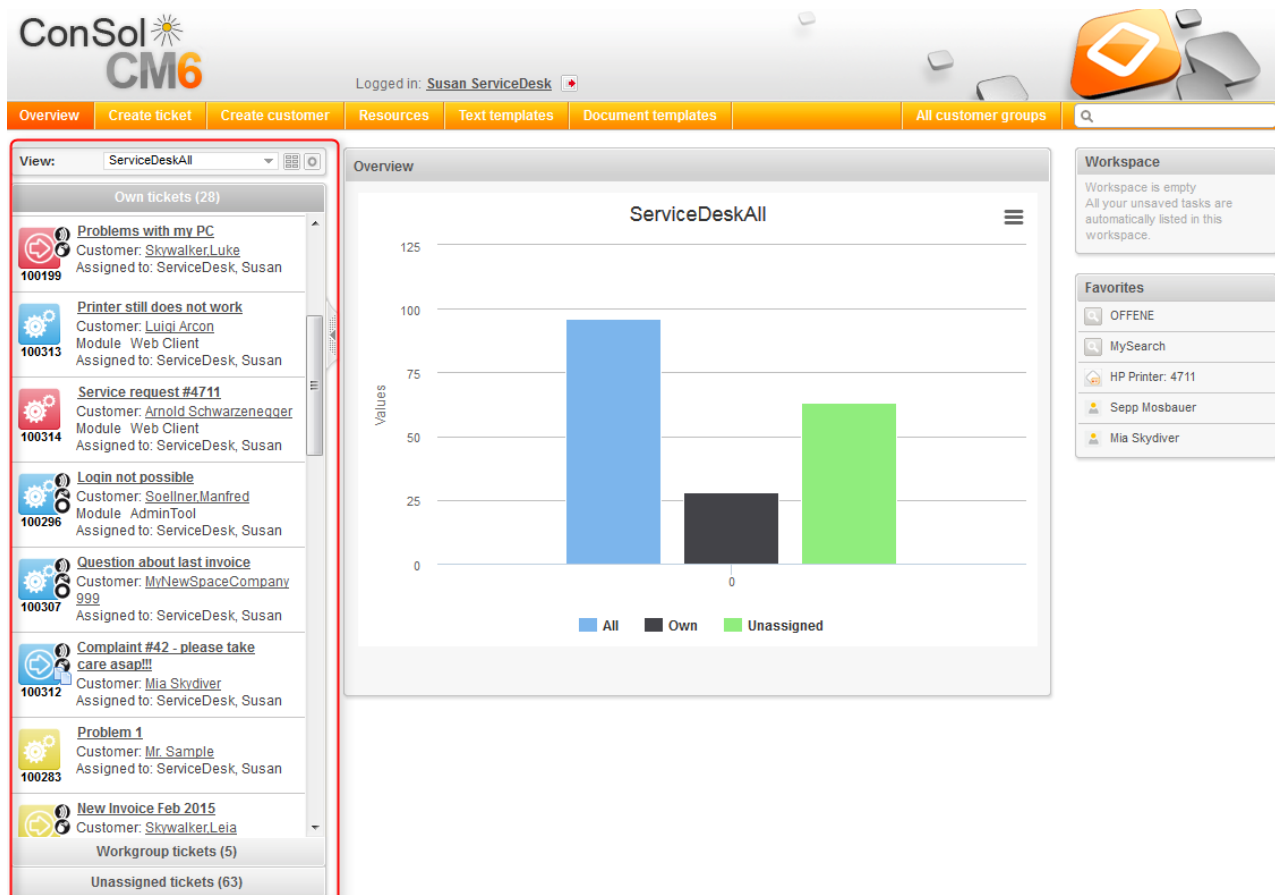 ConSol
CM6
Logged in: Susan ServiceDesk
Overview
Create ticket
Create customer
Resources
Text templates
Document templates
All customer groups
View: ServiceDeskAll
Own tickets (28)
Problems with my PC
Customer: Skywalker,Luke
Assigned to: ServiceDesk, Susan
100199
Printer still does not work
Customer: Luigi Arcon
Module Web Client
Assigned to: ServiceDesk, Susan
100313
Service request #4711
Customer: Arnold Schwarzenegger
Module Web Client
Assigned to: ServiceDesk, Susan
100314
Login not possible
Customer: Soellner,Manfred
Module AdminTool
Assigned to: ServiceDesk, Susan
100296
Question about last invoice
Customer: MyNewSpaceCompany
999
Assigned to: ServiceDesk, Susan
100307
Complaint #42 - please take
care asap!!!
Customer: Mia Skydiver
Assigned to: ServiceDesk, Susan
100312
Problem 1
Customer: Mr. Sample
Assigned to: ServiceDesk, Susan
100283
New Invoice Feb 2015
Customer: Skywalker,Leia
Workgroup tickets (5)
Unassigned tickets (63)
Overview
ServiceDeskAll
Values
125
100
75
50
25
0
0
All
Own
Unassigned
Workspace
Workspace is empty
All your unsaved tasks are
automatically listed in this
workspace.
Favorites
OFFENE
MySearch
HP Printer: 4711
Sepp Mosbauer
Mia Skydiver